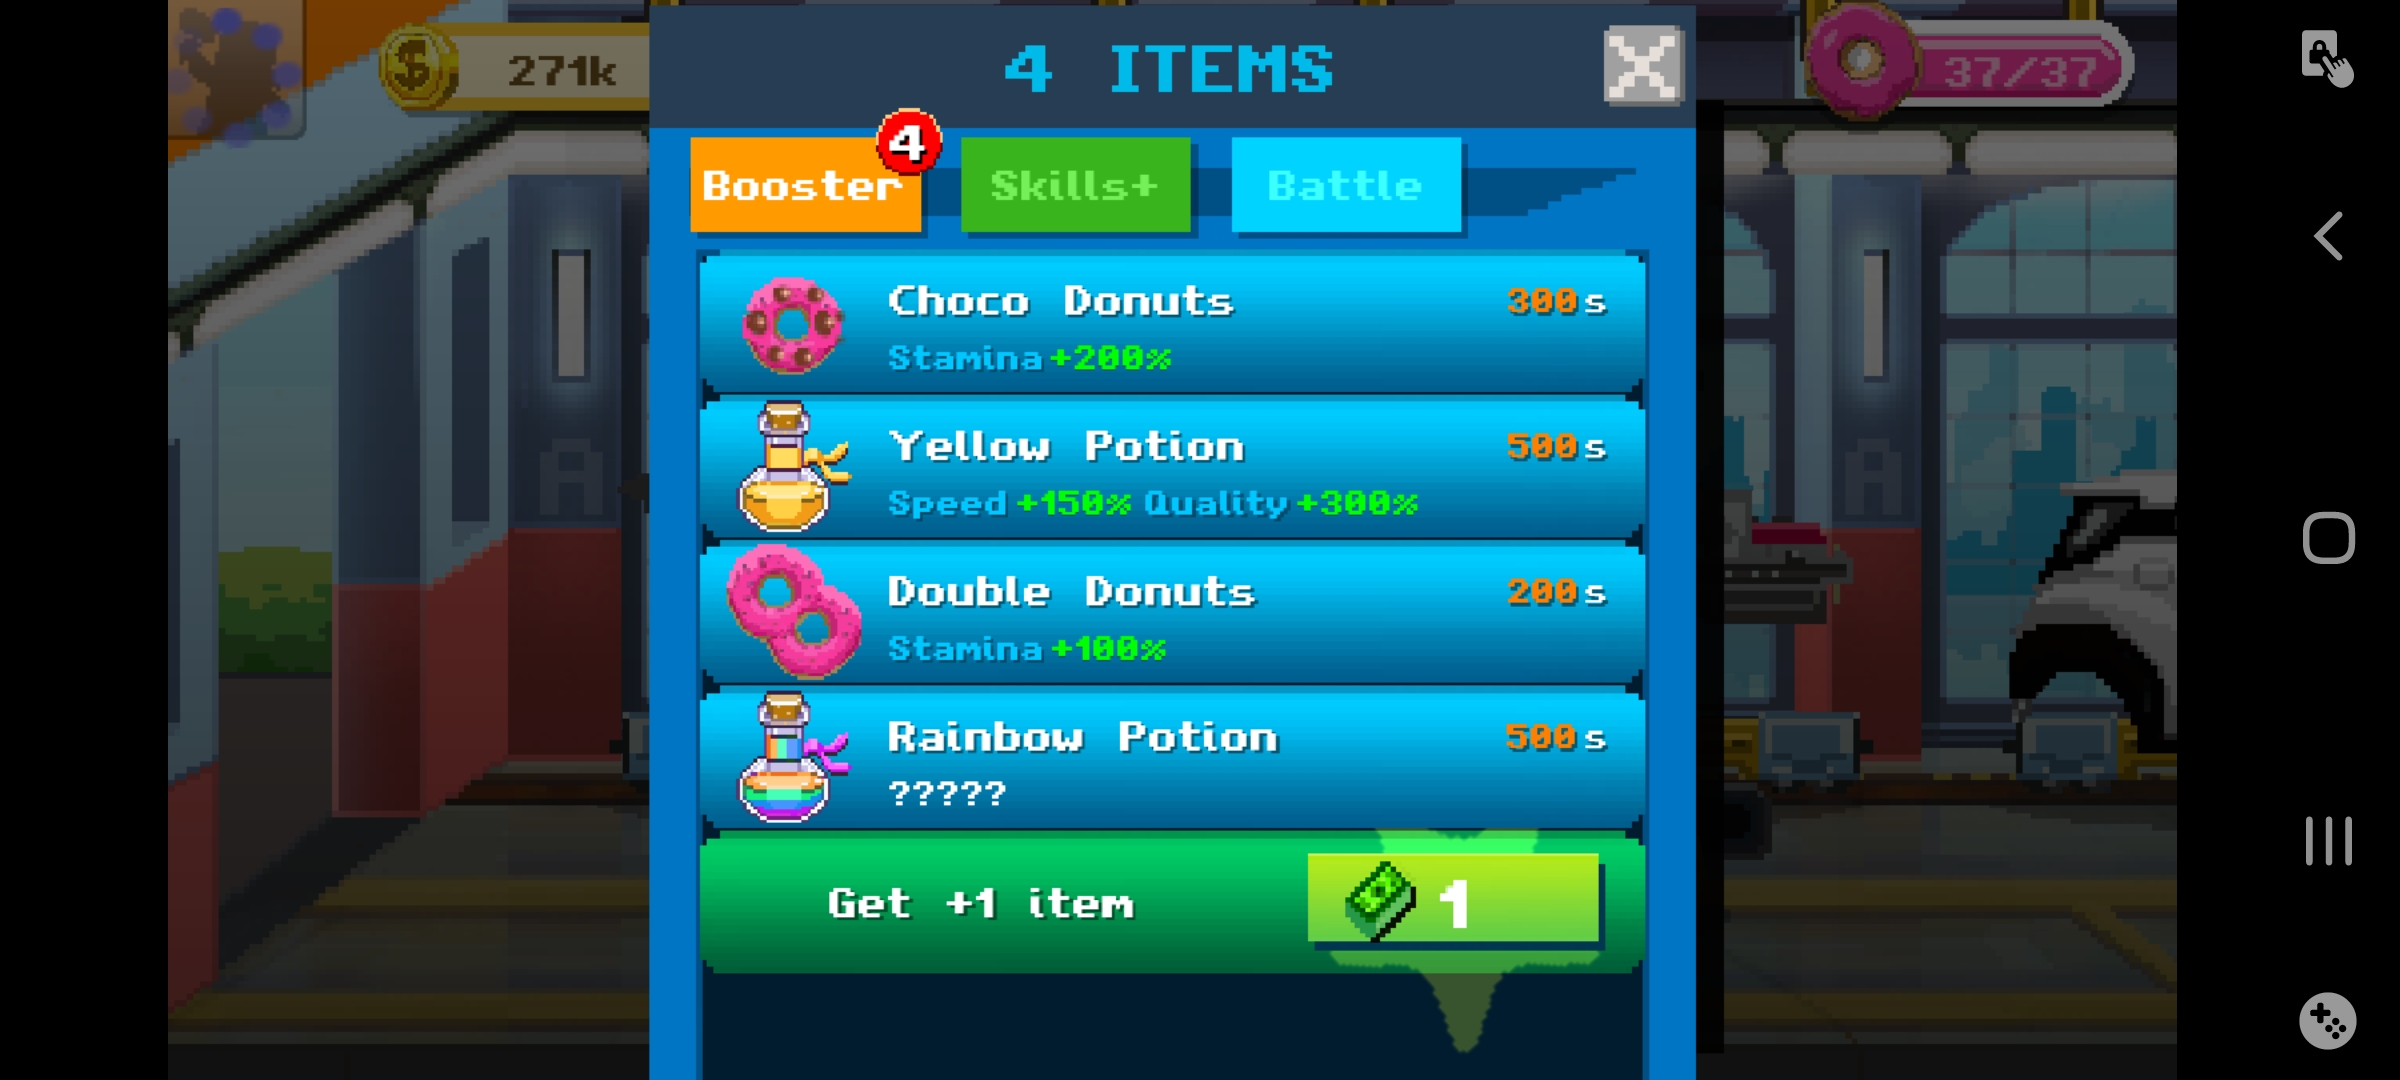 271k
4 ITEMS
37/37
4
Booster
Skills+
Battle
Choco Donuts
300s
Stamina +200%
Yellow Potion
500s
Speed +150% Quality +300%
Double Donuts
200s
Stamina +100%
Rainbow Potion
500s
?????
Get +1 item
1
A
A